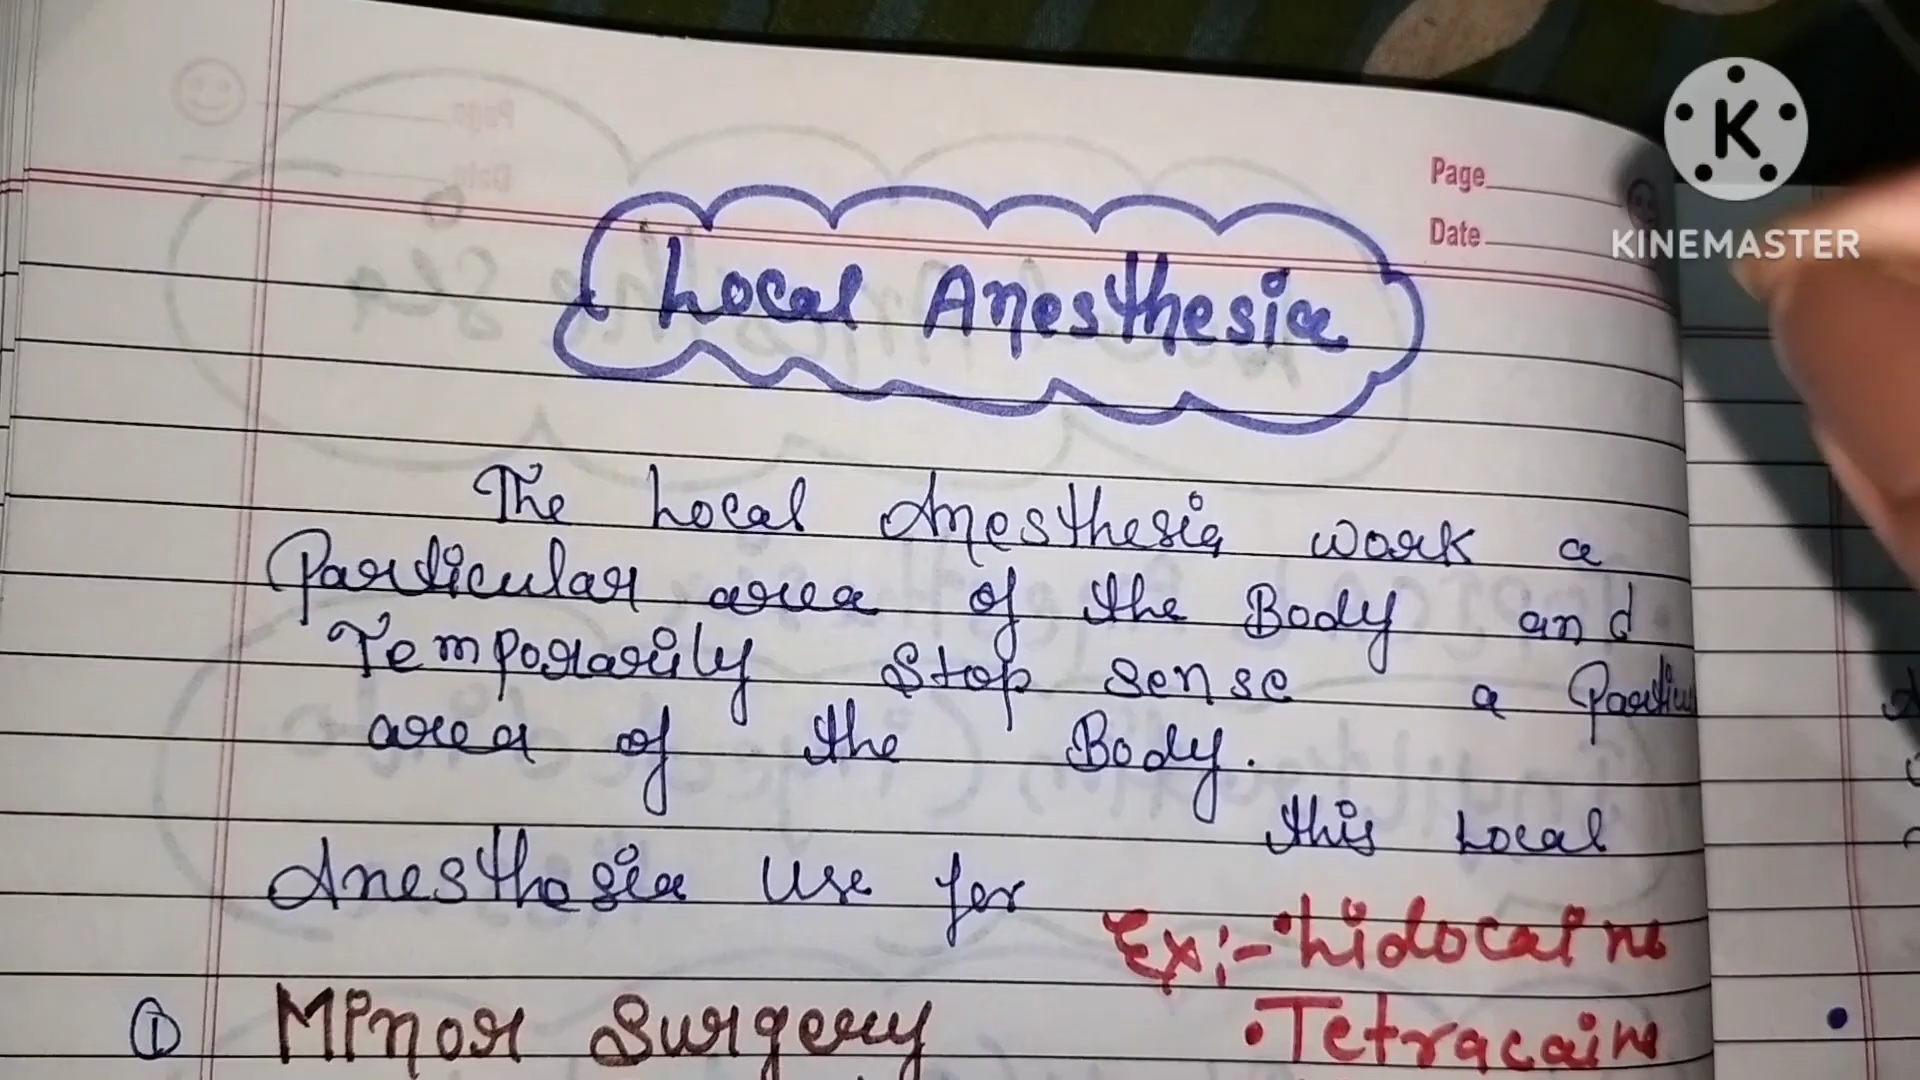 Page
Date
K
KINEMASTER
Local Anesthesia
The Local Anesthesia work a
Particular area of the Body and
Temporarily Stop sense a Particu
area of the Body.
this Local
Anesthesia Use for
Ex:- •Lidocaine
① Minor Surgery
•Tetracaine